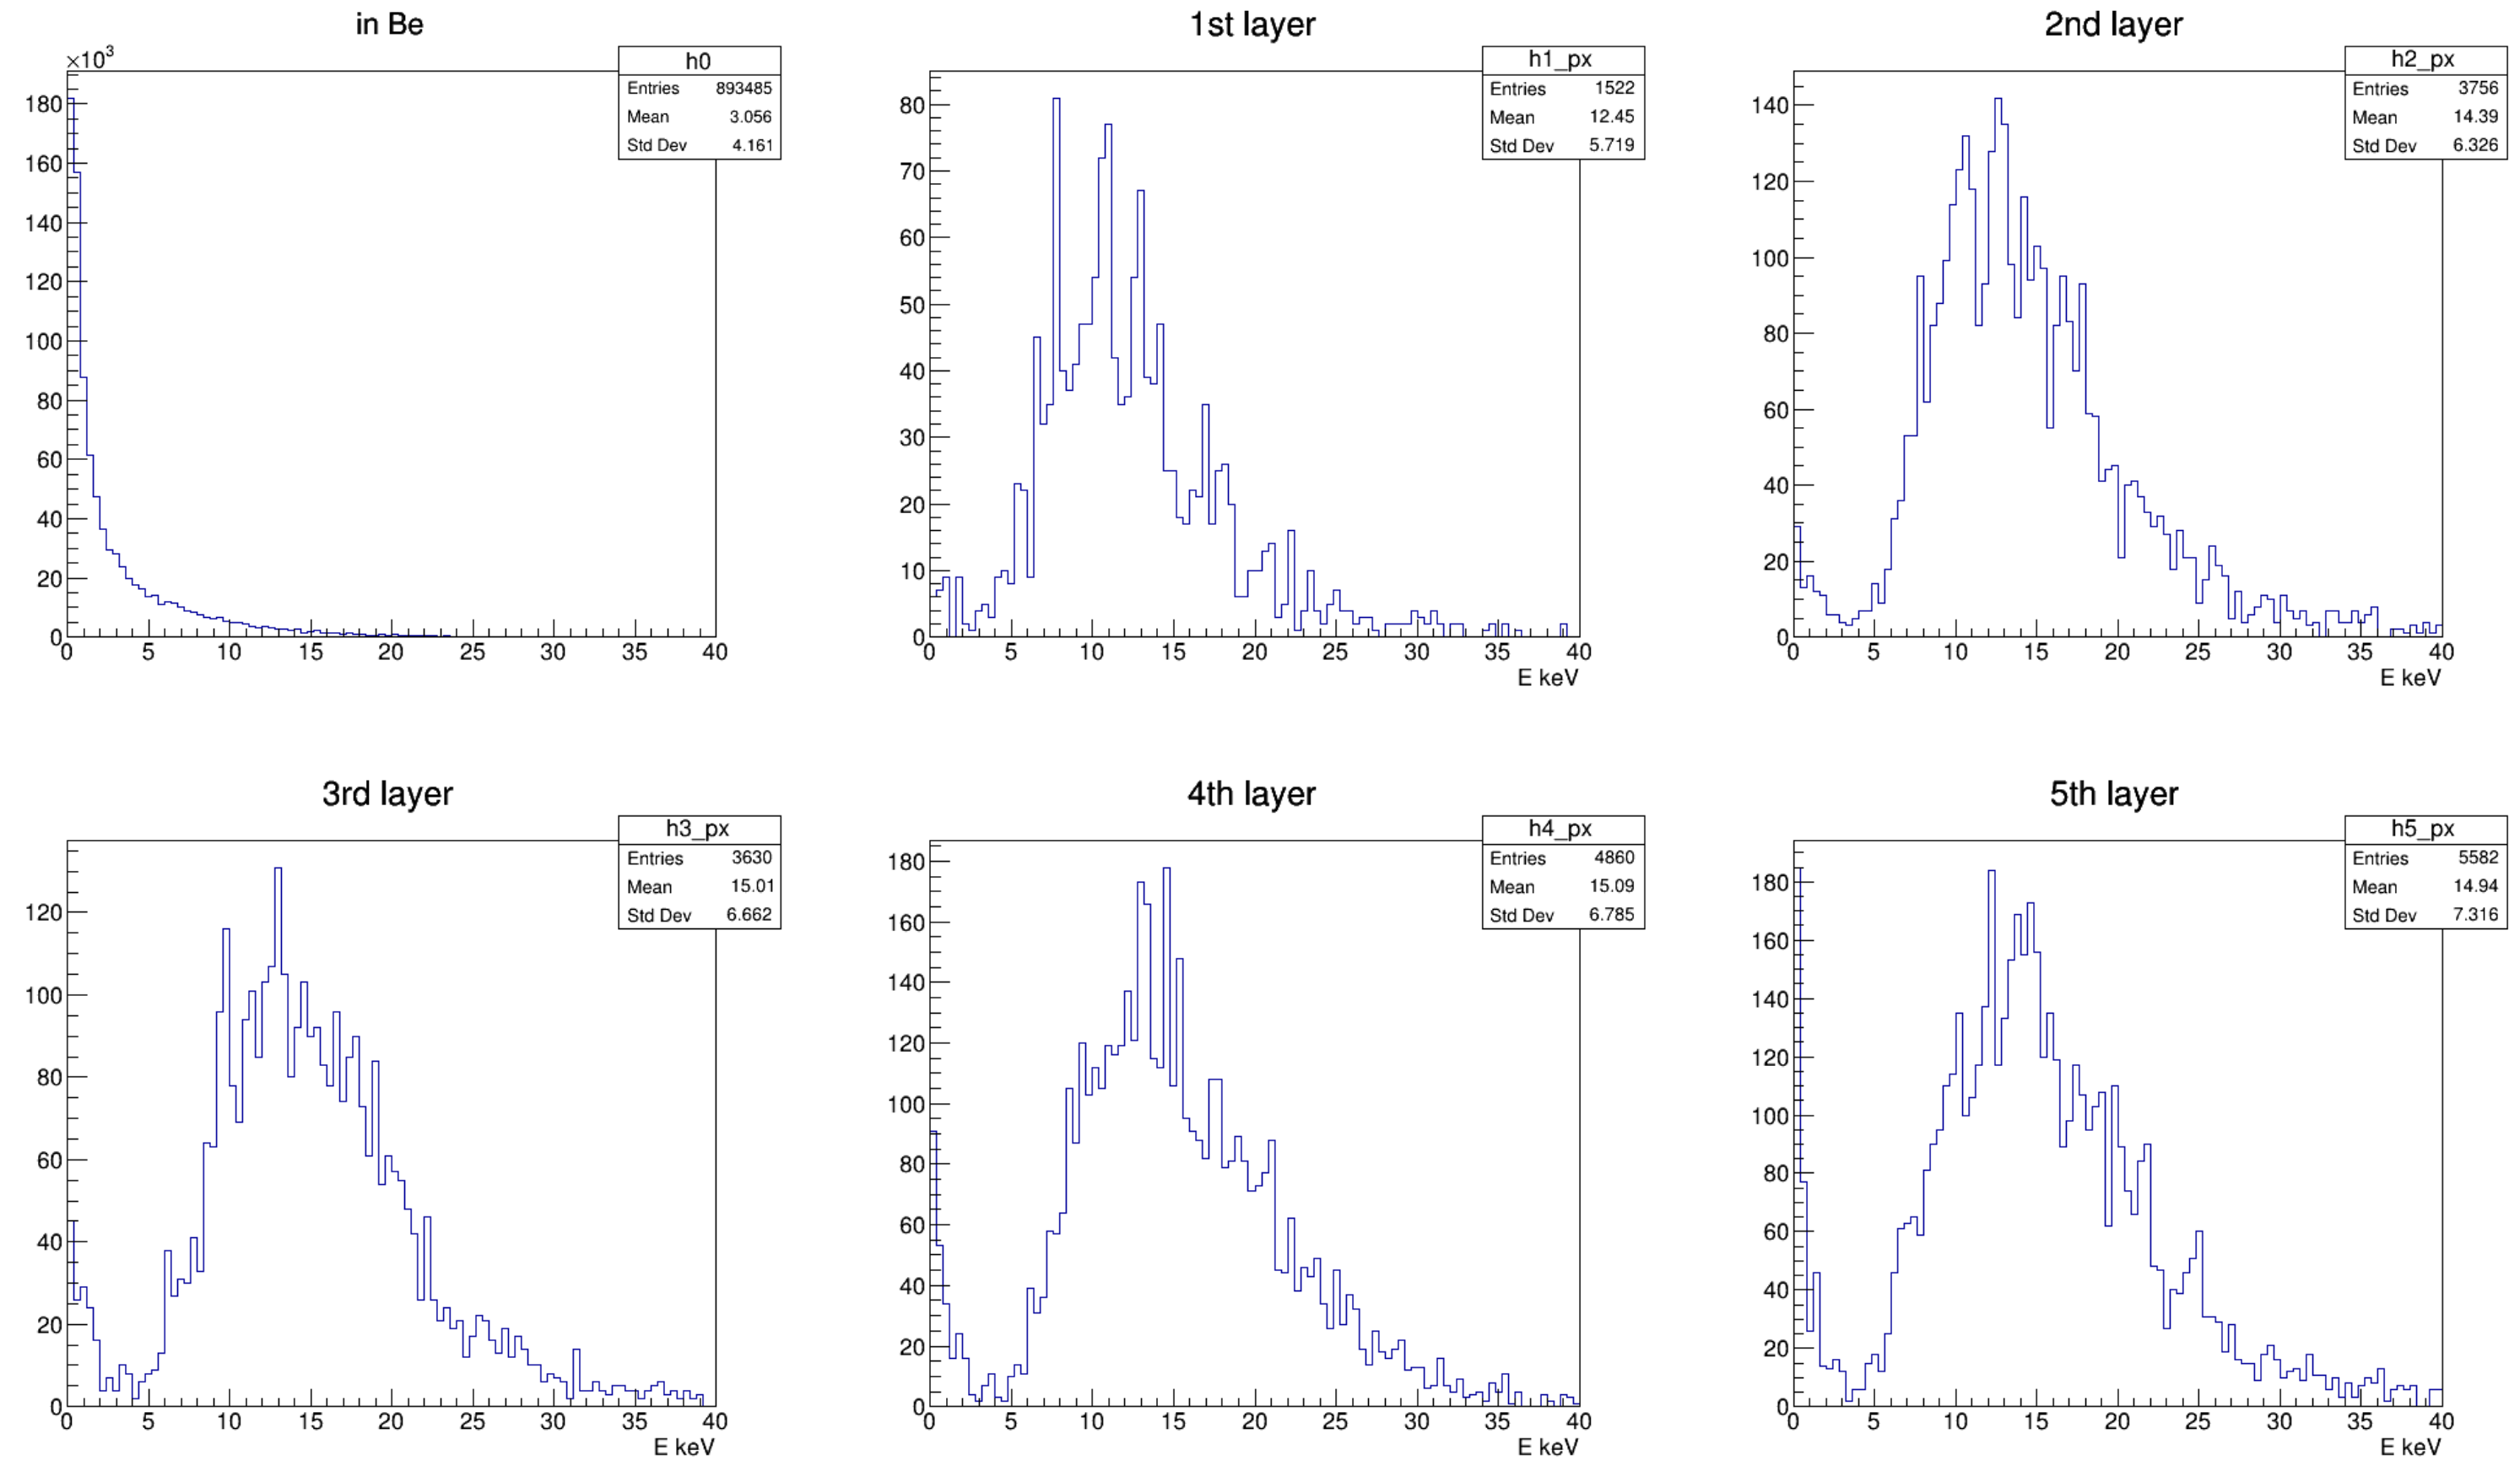 in Be
×10³
h0
Entries 893485
Mean 3.056
Std Dev 4.161
180
160
140
120
100
80
60
40
20
0
0 5 10 15 20 25 30 35 40
1st layer
h1_px
Entries 1522
Mean 12.45
Std Dev 5.719
80
70
60
50
40
30
20
10
0
0 5 10 15 20 25 30 35 40
E keV
2nd layer
h2_px
Entries 3756
Mean 14.39
Std Dev 6.326
140
120
100
80
60
40
20
0
0 5 10 15 20 25 30 35 40
E keV
3rd layer
h3_px
Entries 3630
Mean 15.01
Std Dev 6.662
120
100
80
60
40
20
0
0 5 10 15 20 25 30 35 40
E keV
4th layer
h4_px
Entries 4860
Mean 15.09
Std Dev 6.785
180
160
140
120
100
80
60
40
20
0
0 5 10 15 20 25 30 35 40
E keV
5th layer
h5_px
Entries 5582
Mean 14.94
Std Dev 7.316
180
160
140
120
100
80
60
40
20
0
0 5 10 15 20 25 30 35 40
E keV